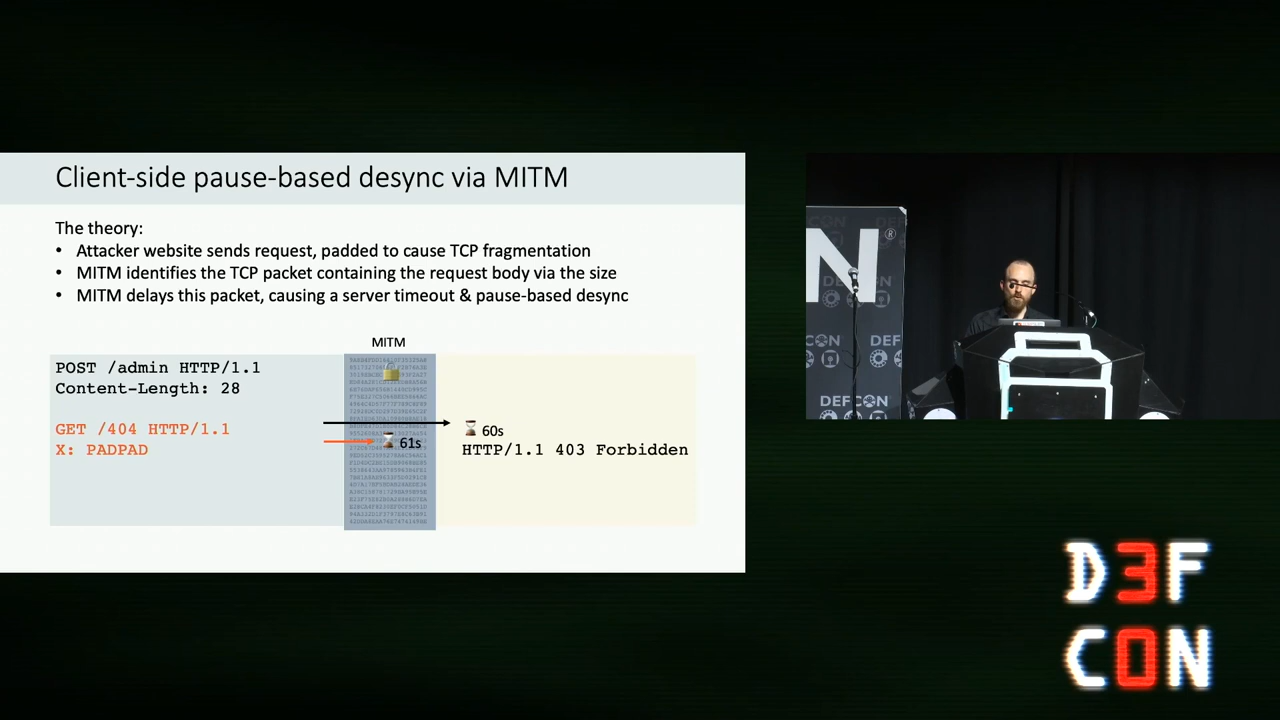 Client-side pause-based desync via MITM
The theory:
• Attacker website sends request, padded to cause TCP fragmentation
• MITM identifies the TCP packet containing the request body via the size
• MITM delays this packet, causing a server timeout & pause-based desync
MITM
POST /admin HTTP/1.1
Content-Length: 28
GET /404 HTTP/1.1
X: PADPAD
61s
60s
HTTP/1.1 403 Forbidden
N®
DEFCON
D3F
C0N